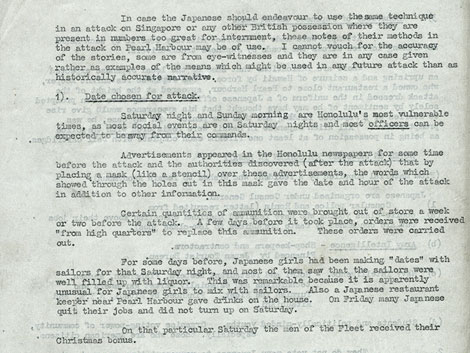 In case the Japanese should endeavour to use the same technique
in an attack on Singapore or any other British possession where they are
present in numbers too great for internment, these notes of their methods in
the attack on Pearl Harbour may be of use. I cannot vouch for the accuracy
of the stories, some are from eye-witnesses and they are in any case given
rather as examples of the means which might be used in any future attack than as
historically accurate narrative.
1). Date chosen for attack.
Saturday night and Sunday morning are Honolulu's most vulnerable
times, as most social events are on Saturday nights and most officers can be
expected to be away from their commands.
Advertisements appeared in the Honolulu newspapers for some time
before the attack and the authorities discovered (after the attack) that by
placing a mask (like a stencil) over these advertisements, the words which
showed through the holes cut in this mask gave the date and hour of the attack
in addition to other information.
Certain quantities of ammunition were brought out of store a week
or two before the attack. A few days before it took place, orders were received
"from high quarters" to replace this ammunition. These orders were carried
out.
For some days before, Japanese girls had been making "dates" with
sailors for that Saturday night, and most of them saw that the sailors were
well filled up with liquor. This was remarkable because it is apparently
unusual for Japanese girls to mix with sailors. Also a Japanese restaurant
keeper near Pearl Harbour gave drinks on the house. On Friday many Japanese
quit their jobs and did not turn up on Saturday.
On that particular Saturday the men of the Fleet received their
Christmas bonus.